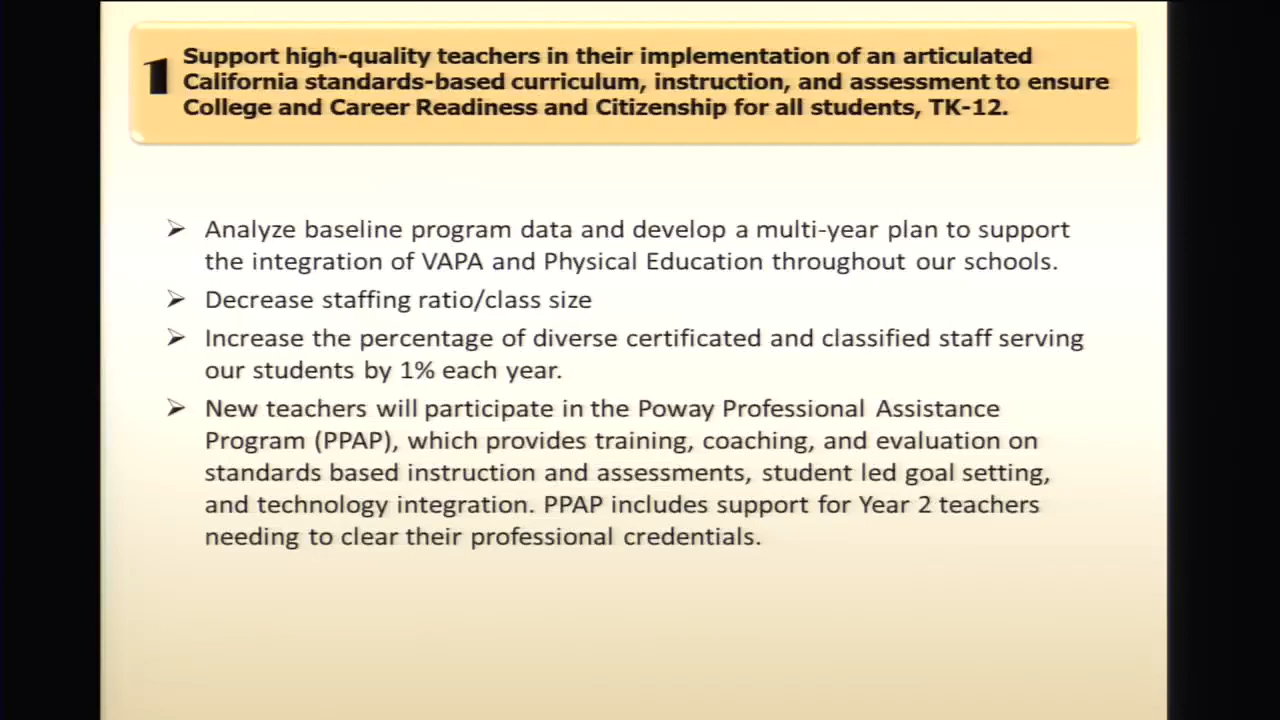 1
Support high-quality teachers in their implementation of an articulated
California standards-based curriculum, instruction, and assessment to ensure
College and Career Readiness and Citizenship for all students, TK-12.
➢ Analyze baseline program data and develop a multi-year plan to support
the integration of VAPA and Physical Education throughout our schools.
➢ Decrease staffing ratio/class size
➢ Increase the percentage of diverse certificated and classified staff serving
our students by 1% each year.
➢ New teachers will participate in the Poway Professional Assistance
Program (PPAP), which provides training, coaching, and evaluation on
standards based instruction and assessments, student led goal setting,
and technology integration. PPAP includes support for Year 2 teachers
needing to clear their professional credentials.